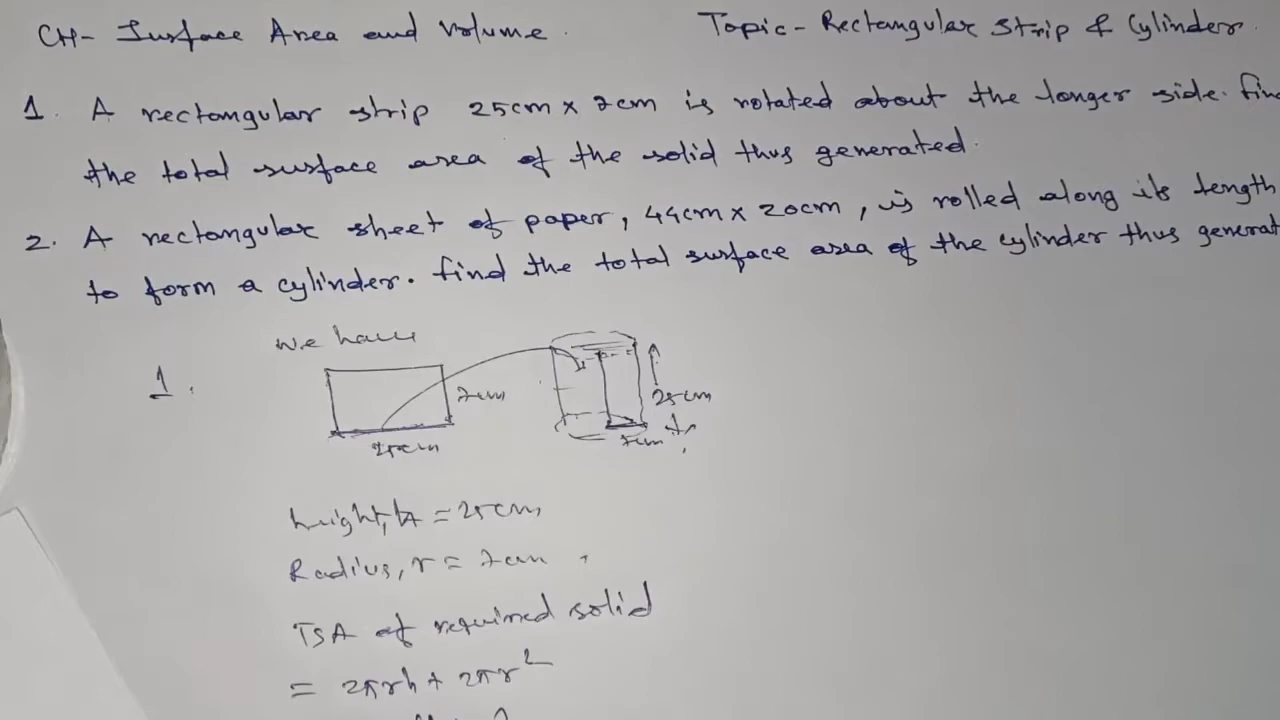 CH- Surface Area and Volume.
Topic- Rectangular Strip & Cylinder.
1. A rectangular strip 25cm x 7cm is rotated about the longer side. Find
the total surface area of the solid thus generated.
2. A rectangular sheet of paper, 44cm x 20cm, is rolled along its length
to form a cylinder. find the total surface area of the cylinder thus generat
we have
1.
7cm
25cm
25cm
7cm
height, h = 25cm,
Radius, r = 7cm
TSA of required solid
= 2πrh + 2πr²